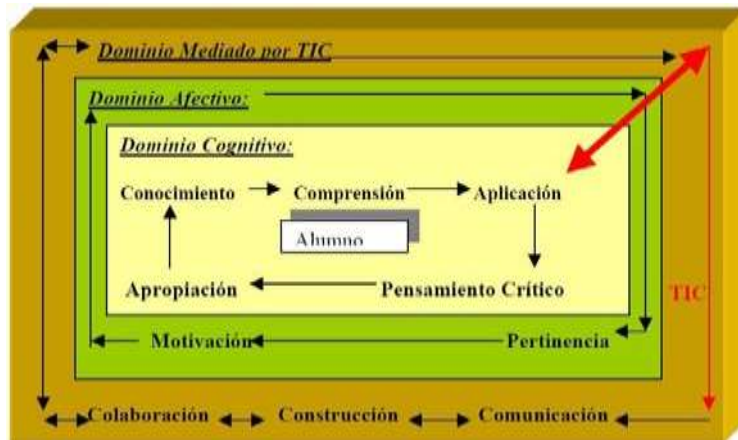 Dominio Mediado por TIC
Dominio Afectivo:
Dominio Cognitivo:
Conocimiento Comprensión Aplicación
Alumno
Apropiación Pensamiento Crítico
TIC
Motivación Pertinencia
Colaboración Construcción Comunicación